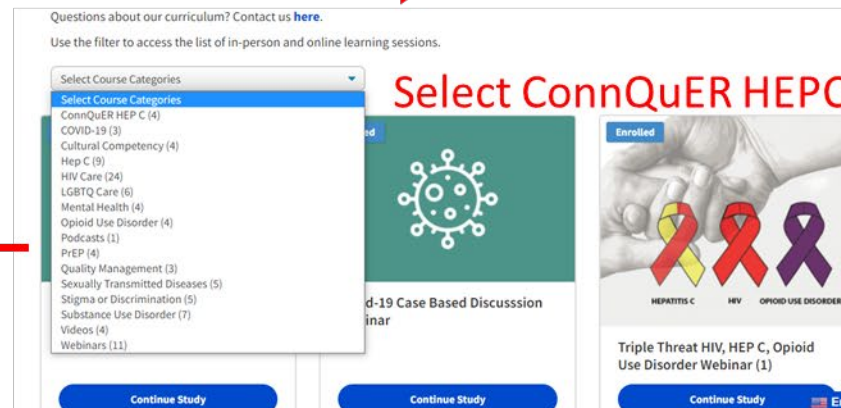 Questions about our curriculum? Contact us here.
Use the filter to access the list of in-person and online learning sessions.
Select Course Categories
Select ConnQuER HEPC
Select Course Categories
ConnQuER HEP C (4)
COVID-19 (3)
Cultural Competency (4)
Hep C (9)
HIV Care (24)
LGBTQ Care (6)
Mental Health (4)
Opioid Use Disorder (4)
Podcasts (1)
PrEP (4)
Quality Management (3)
Sexually Transmitted Diseases (5)
Stigma or Discrimination (5)
Substance Use Disorder (7)
Videos (4)
Webinars (11)
Continue Study
ed
d-19 Case Based Discusssion
inar
Continue Study
Enrolled
HEPATITIS C HIV OPIOID USE DISORDER
Triple Threat HIV, HEP C, Opioid
Use Disorder Webinar (1)
Continue Study